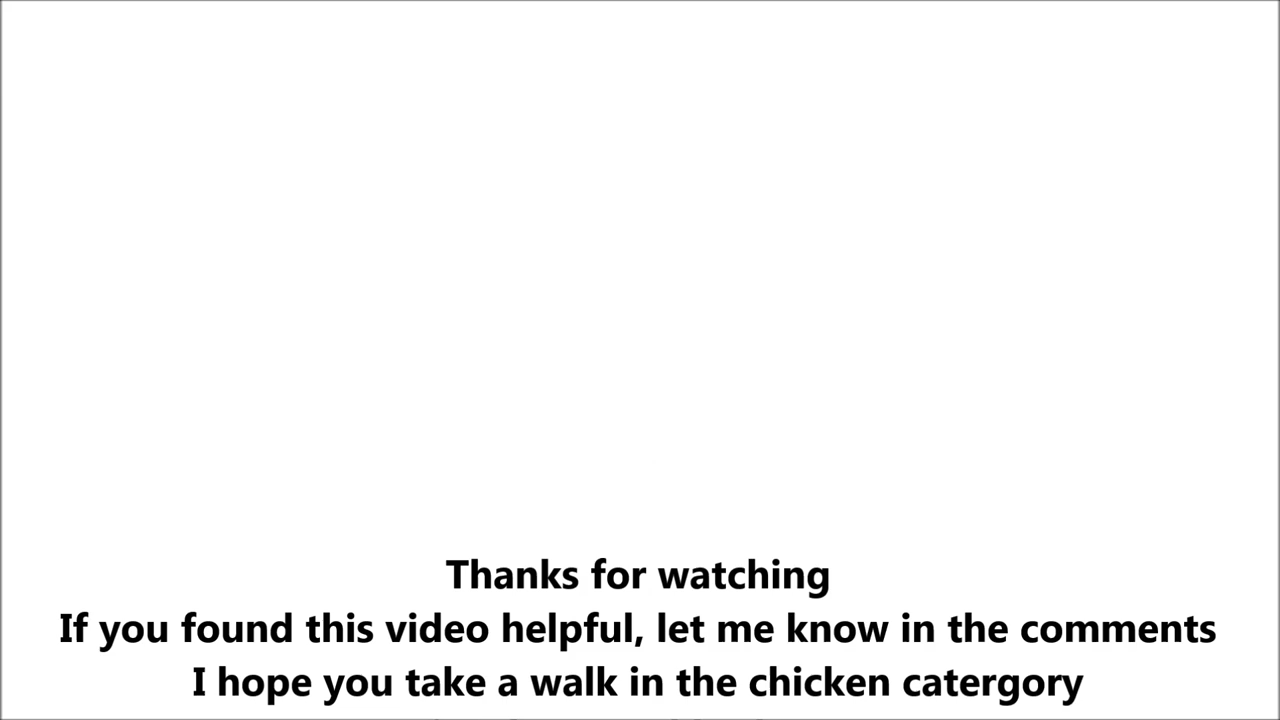 Thanks for watching
If you found this video helpful, let me know in the comments
I hope you take a walk in the chicken catergory